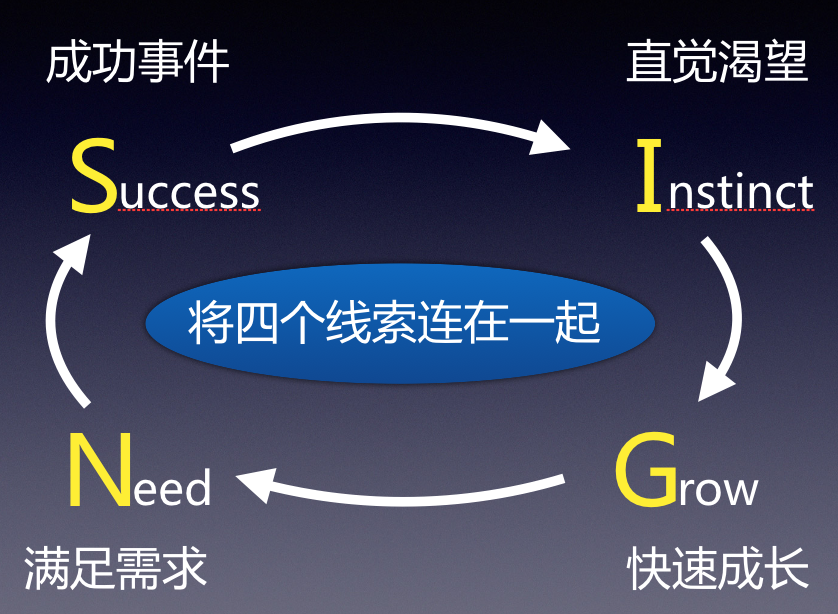 成功事件
直觉渴望
Success
Instinct
将四个线索连在一起
Need
Grow
满足需求
快速成长